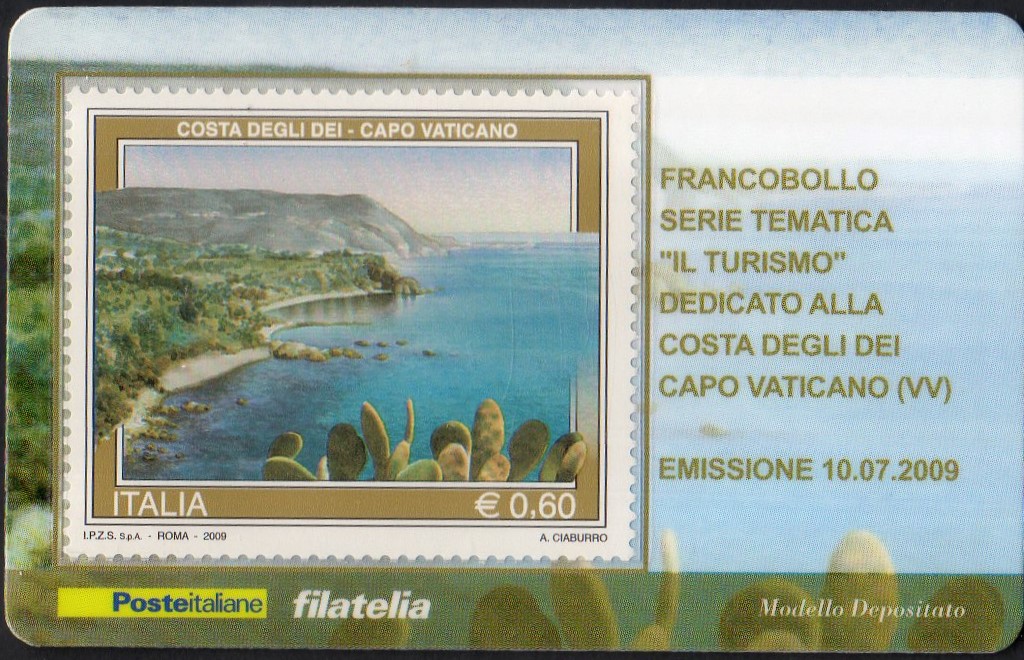 COSTA DEGLI DEI - CAPO VATICANO
ITALIA
€ 0,60
I.P.Z.S. S.p.A. - ROMA - 2009
A. CIABURRO
FRANCOBOLLO
SERIE TEMATICA
"IL TURISMO"
DEDICATO ALLA
COSTA DEGLI DEI
CAPO VATICANO (VV)
EMISSIONE 10.07.2009
Posteitaliane
filatelia
Modello Depositato